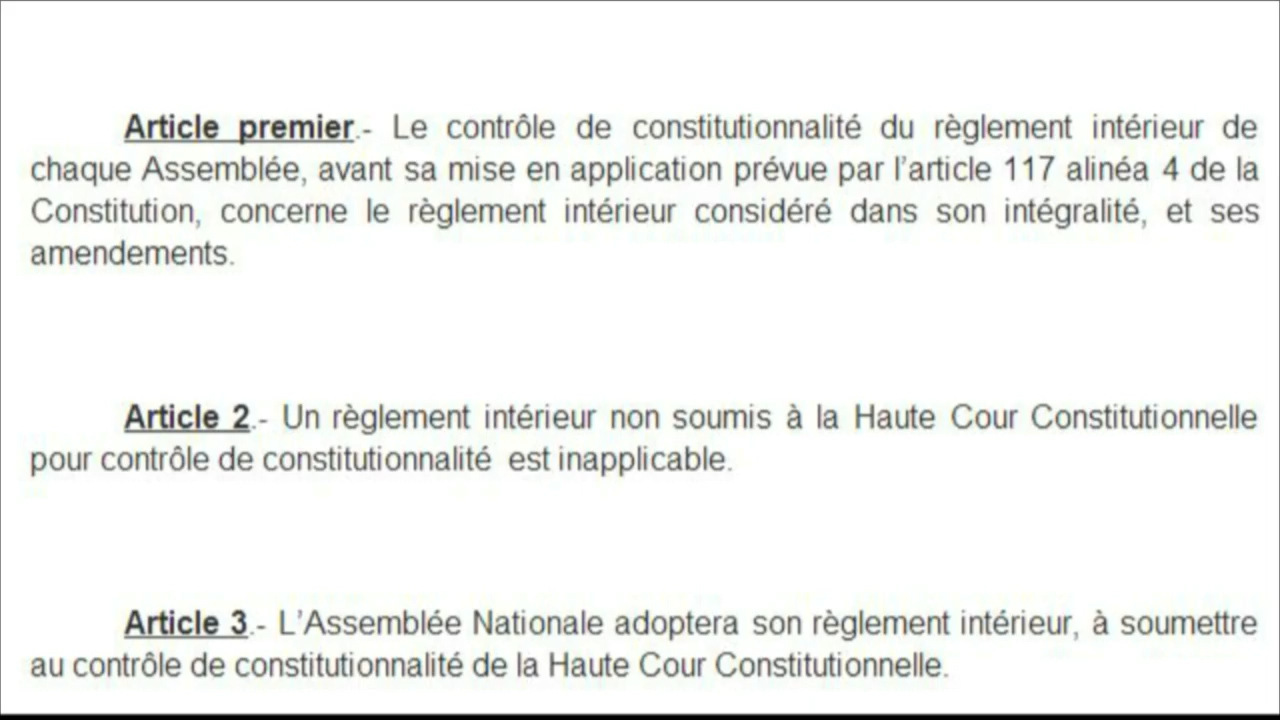 Article premier.- Le contrôle de constitutionnalité du règlement intérieur de
chaque Assemblée, avant sa mise en application prévue par l’article 117 alinéa 4 de la
Constitution, concerne le règlement intérieur considéré dans son intégralité, et ses
amendements.
Article 2.- Un règlement intérieur non soumis à la Haute Cour Constitutionnelle
pour contrôle de constitutionnalité est inapplicable.
Article 3.- L’Assemblée Nationale adoptera son règlement intérieur, à soumettre
au contrôle de constitutionnalité de la Haute Cour Constitutionnelle.